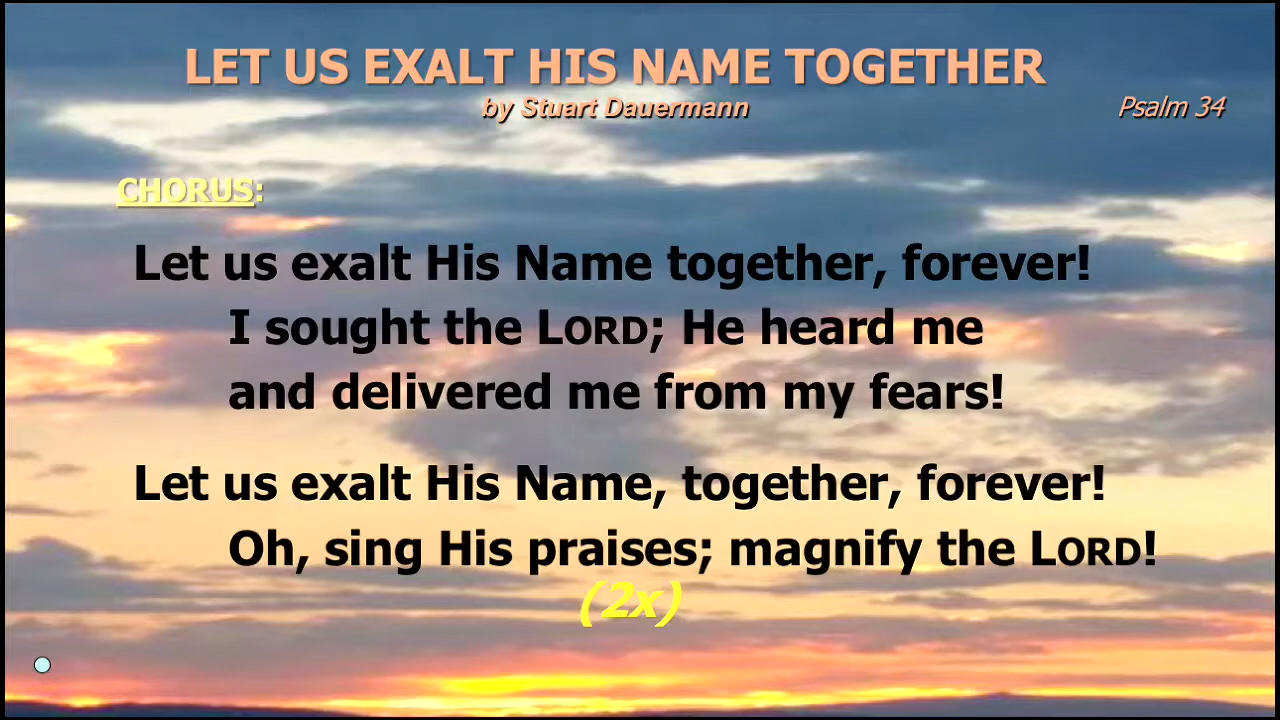 LET US EXALT HIS NAME TOGETHER
by Stuart Dauermann
Psalm 34
CHORUS:
Let us exalt His Name together, forever!
I sought the LORD; He heard me
and delivered me from my fears!
Let us exalt His Name, together, forever!
Oh, sing His praises; magnify the LORD!
(2x)